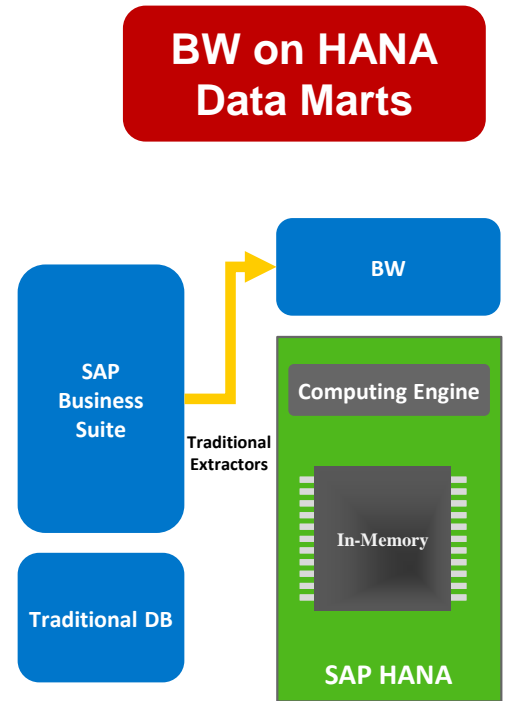 BW on HANA
Data Marts
BW
SAP
Business
Suite
Computing Engine
Traditional
Extractors
In-Memory
Traditional DB
SAP HANA